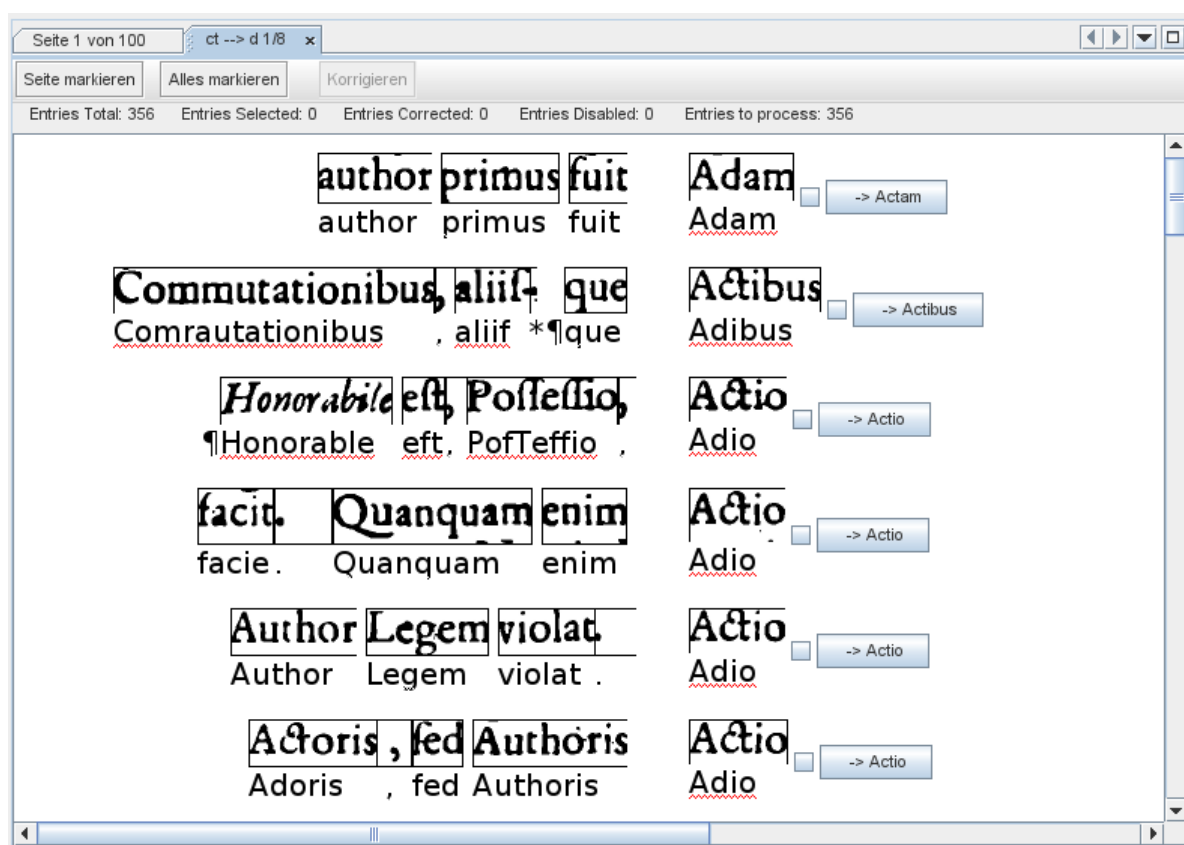 Seite 1 von 100 ct --> d 1/8 x
Seite markieren Alles markieren Korrigieren
Entries Total: 356 Entries Selected: 0 Entries Corrected: 0 Entries Disabled: 0 Entries to process: 356
author primus fuit Adam
author primus fuit Adam -> Actam
Commutationibus, aliiſ- que Actibus
Comrautationibus , aliif *¶que Adibus -> Actibus
Honorabile eſt, Poſſeſſio, Actio
¶Honorable eft, PofTeffio , Adio -> Actio
facit. Quanquam enim Actio
facie. Quanquam enim Adio -> Actio
Author Legem violat. Actio
Author Legem violat . Adio -> Actio
Actoris , ſed Authoris Actio
Adoris , fed Authoris Adio -> Actio